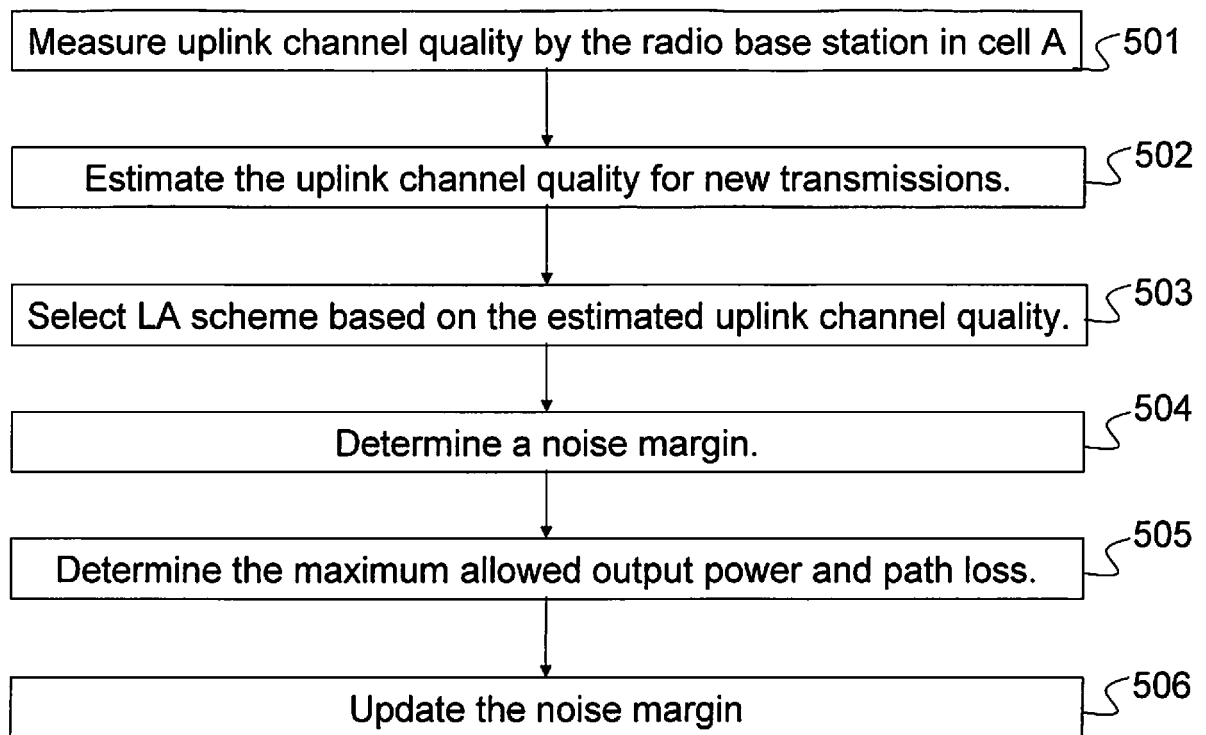 Measure uplink channel quality by the radio base station in cell A
501
Estimate the uplink channel quality for new transmissions.
502
Select LA scheme based on the estimated uplink channel quality.
503
Determine a noise margin.
504
Determine the maximum allowed output power and path loss.
505
Update the noise margin
506